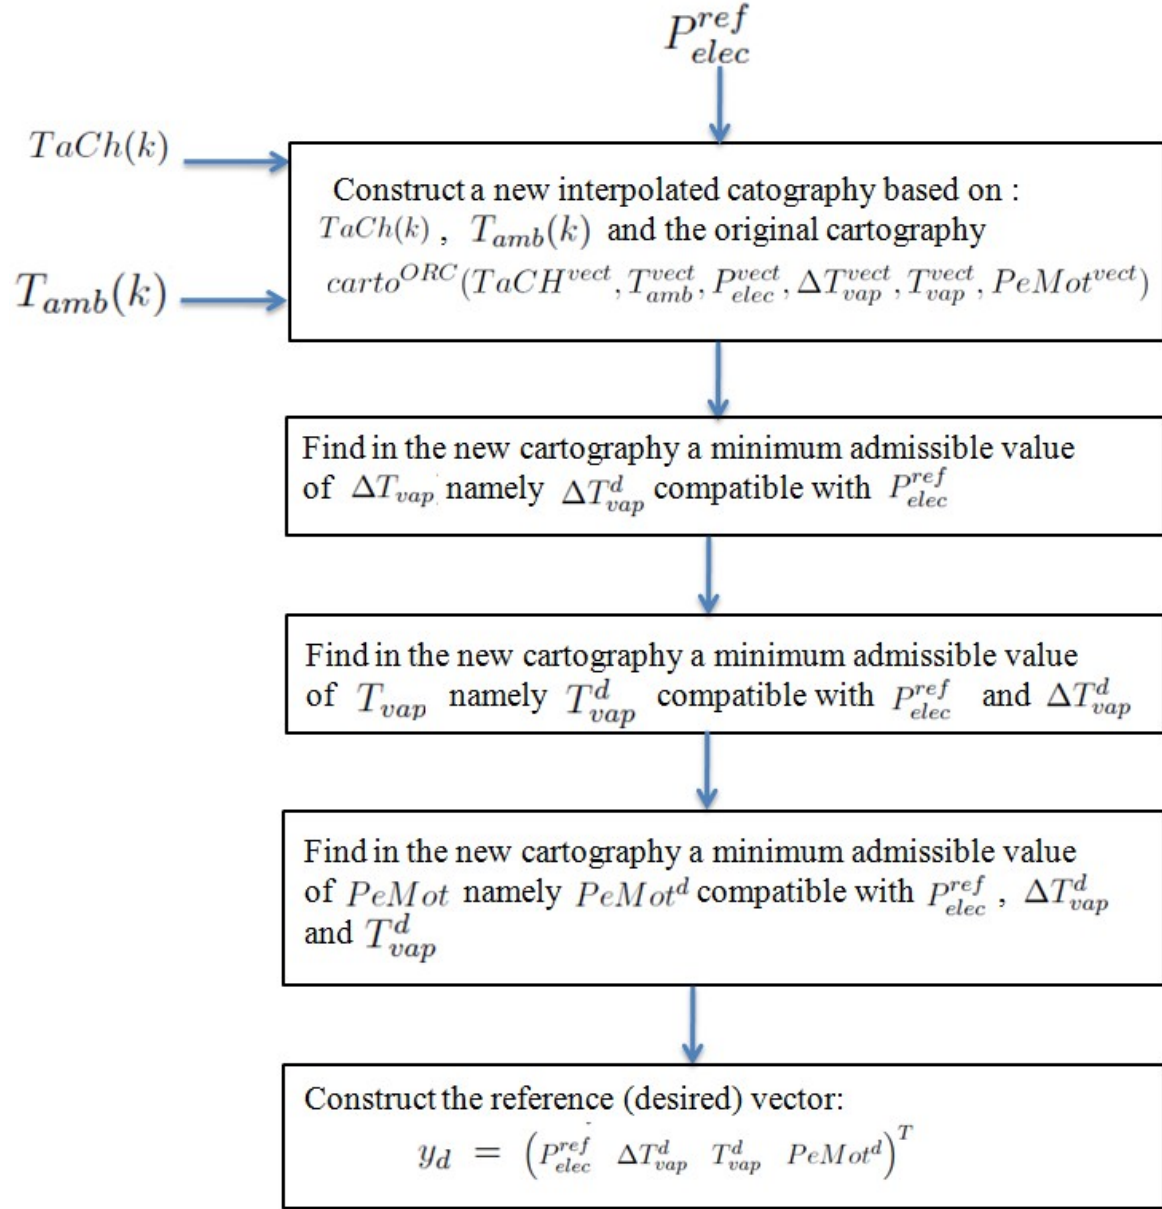 P_{elec}^{ref}
TaCh(k)
Construct a new interpolated catography based on :
TaCh(k) , T_{amb}(k) and the original cartography
T_{amb}(k)
carto^{ORC}(TaCH^{vect}, T_{amb}^{vect}, P_{elec}^{vect}, ΔT_{vap}^{vect}, T_{vap}^{vect}, PeMot^{vect})
Find in the new cartography a minimum admissible value
of ΔT_{vap} namely ΔT_{vap}^{d} compatible with P_{elec}^{ref}
Find in the new cartography a minimum admissible value
of T_{vap} namely T_{vap}^{d} compatible with P_{elec}^{ref} and ΔT_{vap}^{d}
Find in the new cartography a minimum admissible value
of PeMot namely PeMot^{d} compatible with P_{elec}^{ref} , ΔT_{vap}^{d}
and T_{vap}^{d}
Construct the reference (desired) vector:
y_{d} = (P_{elec}^{ref} ΔT_{vap}^{d} T_{vap}^{d} PeMot^{d})^{T}